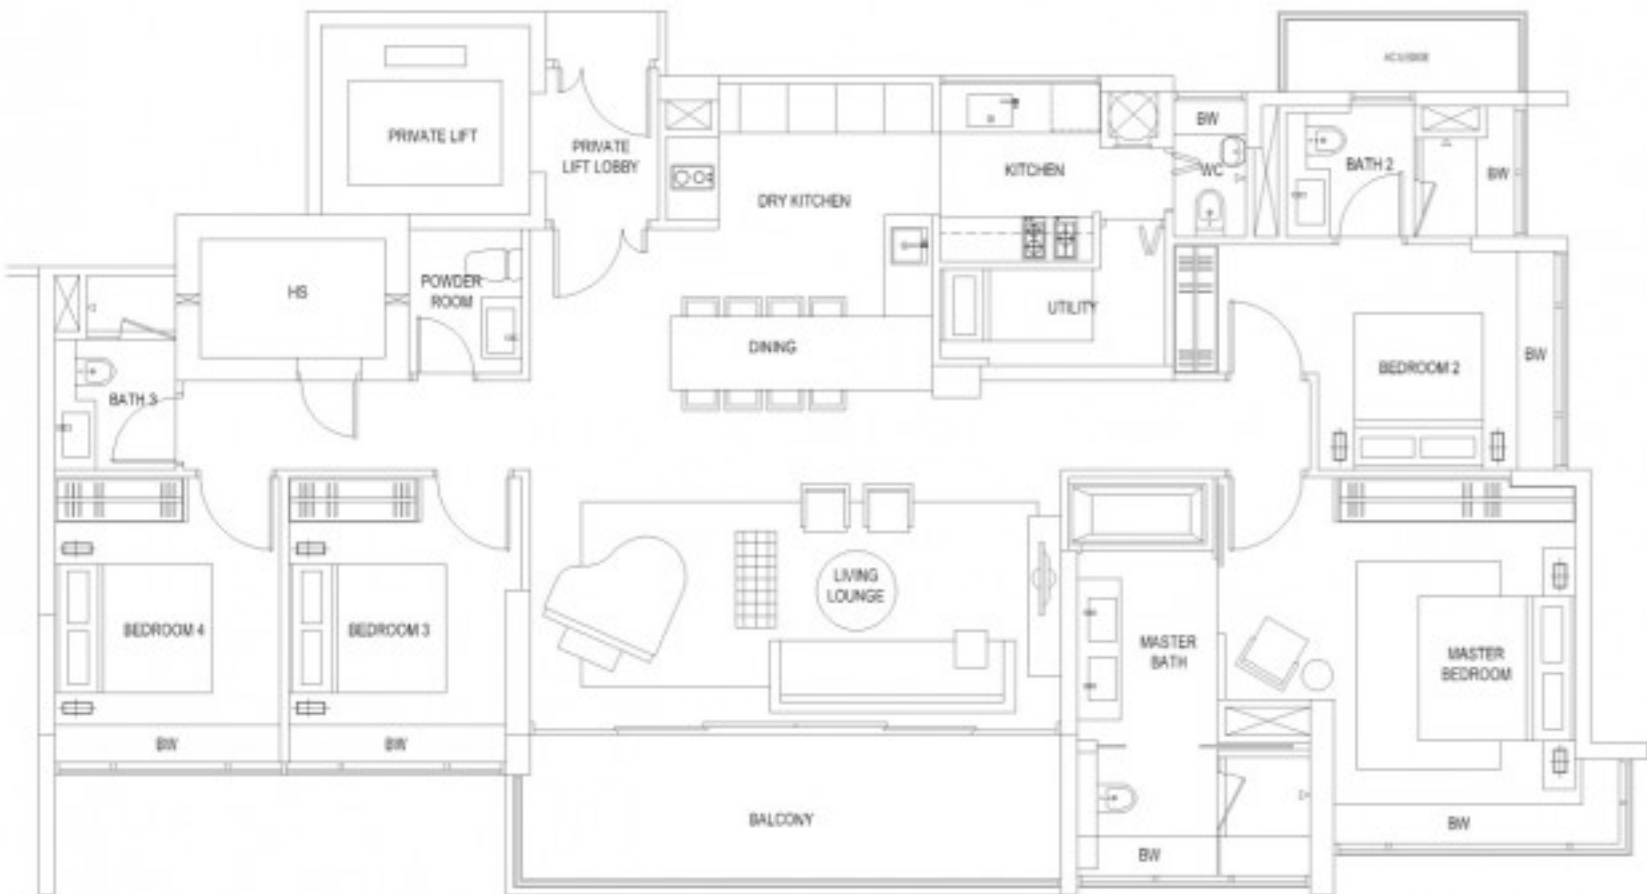 AC LEDGE
PRIVATE LIFT
PRIVATE
LIFT LOBBY
DRY KITCHEN
KITCHEN
BW
WC
BATH 2
BW
HS
POWDER
ROOM
UTILITY
DINING
BEDROOM 2
BW
BATH 3
LIVING
LOUNGE
BEDROOM 4
BEDROOM 3
MASTER
BATH
MASTER
BEDROOM
BW
BW
BALCONY
BW
BW